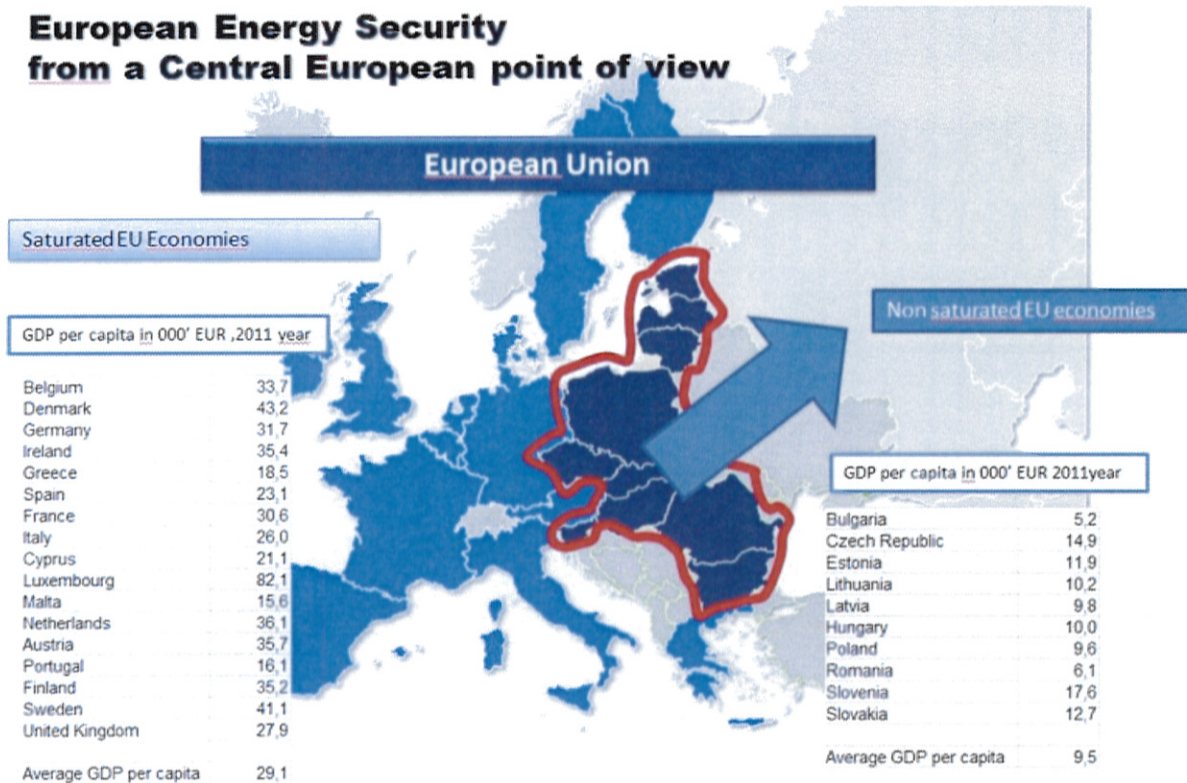 European Energy Security
from a Central European point of view
European Union
Saturated EU Economies
GDP per capita in 000' EUR ,2011 year
Belgium 33,7
Denmark 43,2
Germany 31,7
Ireland 35,4
Greece 18,5
Spain 23,1
France 30,6
Italy 26,0
Cyprus 21,1
Luxembourg 82,1
Malta 15,6
Netherlands 36,1
Austria 35,7
Portugal 16,1
Finland 35,2
Sweden 41,1
United Kingdom 27,9
Average GDP per capita 29,1
Non saturated EU economies
GDP per capita in 000' EUR 2011year
Bulgaria 5,2
Czech Republic 14,9
Estonia 11,9
Lithuania 10,2
Latvia 9,8
Hungary 10,0
Poland 9,6
Romania 6,1
Slovenia 17,6
Slovakia 12,7
Average GDP per capita 9,5